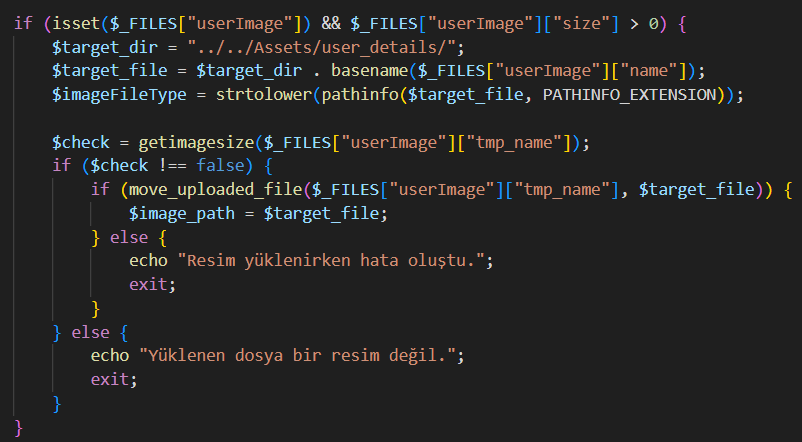 if (isset($_FILES["userImage"]) && $_FILES["userImage"]["size"] > 0) {
    $target_dir = "../../Assets/user_details/";
    $target_file = $target_dir . basename($_FILES["userImage"]["name"]);
    $imageFileType = strtolower(pathinfo($target_file, PATHINFO_EXTENSION));

    $check = getimagesize($_FILES["userImage"]["tmp_name"]);
    if ($check !== false) {
        if (move_uploaded_file($_FILES["userImage"]["tmp_name"], $target_file)) {
            $image_path = $target_file;
        } else {
            echo "Resim yüklenirken hata oluştu.";
            exit;
        }
    } else {
        echo "Yüklenen dosya bir resim değil.";
        exit;
    }
}